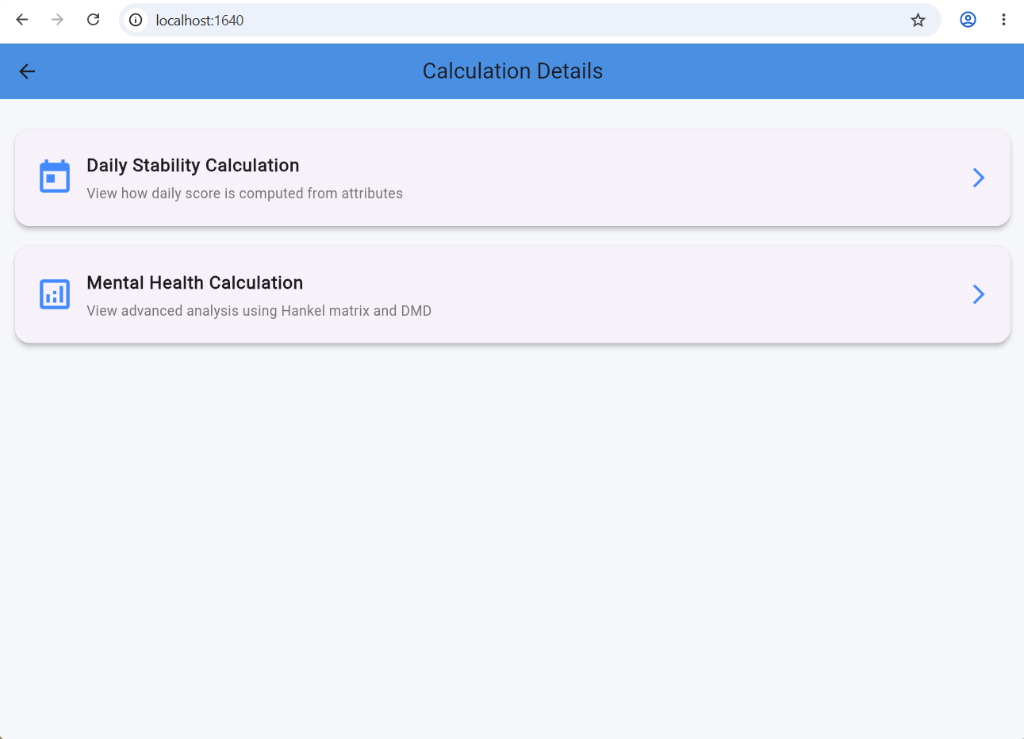 localhost:1640
Calculation Details
Daily Stability Calculation
View how daily score is computed from attributes
Mental Health Calculation
View advanced analysis using Hankel matrix and DMD